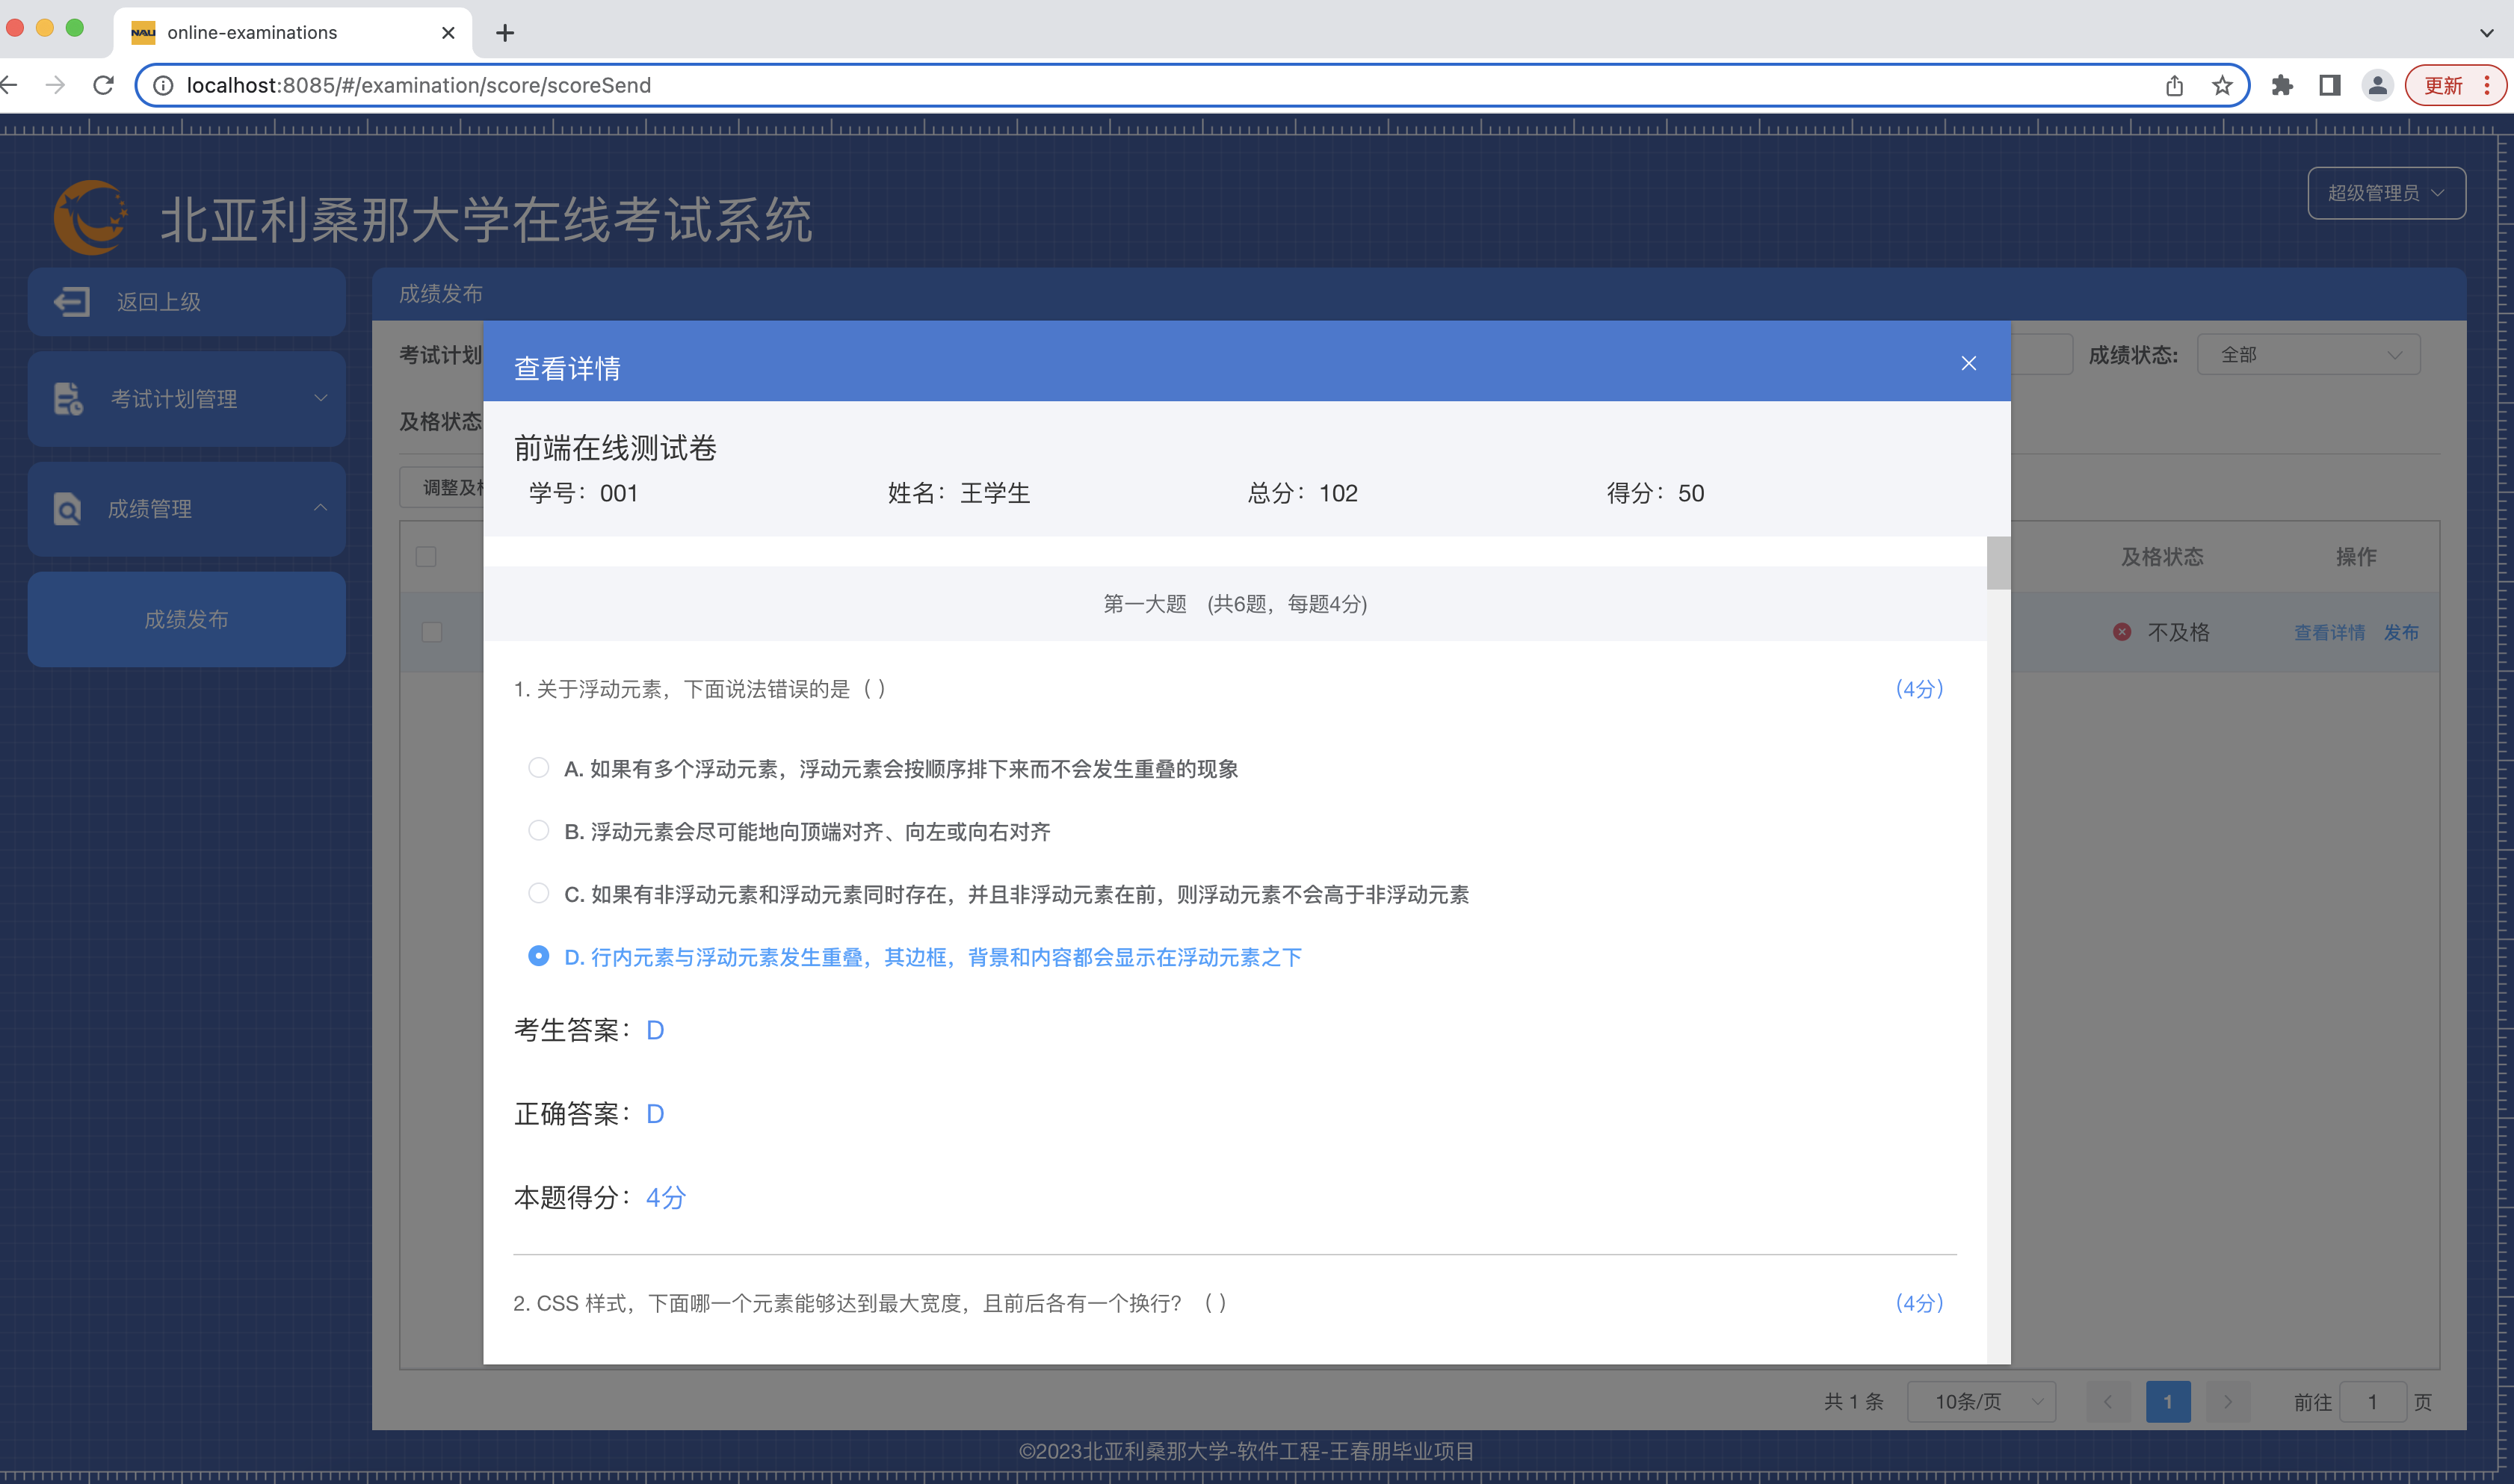 NAU online-examinations
localhost:8085/#/examination/score/scoreSend
更新
北亚利桑那大学在线考试系统
超级管理员
返回上级
考试计划管理
成绩管理
成绩发布
成绩发布
考试计划
成绩状态:
全部
及格状态
调整及
及格状态
操作
不及格
查看详情 发布
查看详情
前端在线测试卷
学号：001
姓名：王学生
总分：102
得分：50
第一大题 (共6题，每题4分)
1. 关于浮动元素，下面说法错误的是（ ）
（4分）
A. 如果有多个浮动元素，浮动元素会按顺序排下来而不会发生重叠的现象
B. 浮动元素会尽可能地向顶端对齐、向左或向右对齐
C. 如果有非浮动元素和浮动元素同时存在，并且非浮动元素在前，则浮动元素不会高于非浮动元素
D. 行内元素与浮动元素发生重叠，其边框，背景和内容都会显示在浮动元素之下
考生答案： D
正确答案： D
本题得分： 4分
2. CSS 样式，下面哪一个元素能够达到最大宽度，且前后各有一个换行？（ ）
（4分）
共 1 条
10条/页
1
前往 1 页
©2023北亚利桑那大学-软件工程-王春朋毕业项目